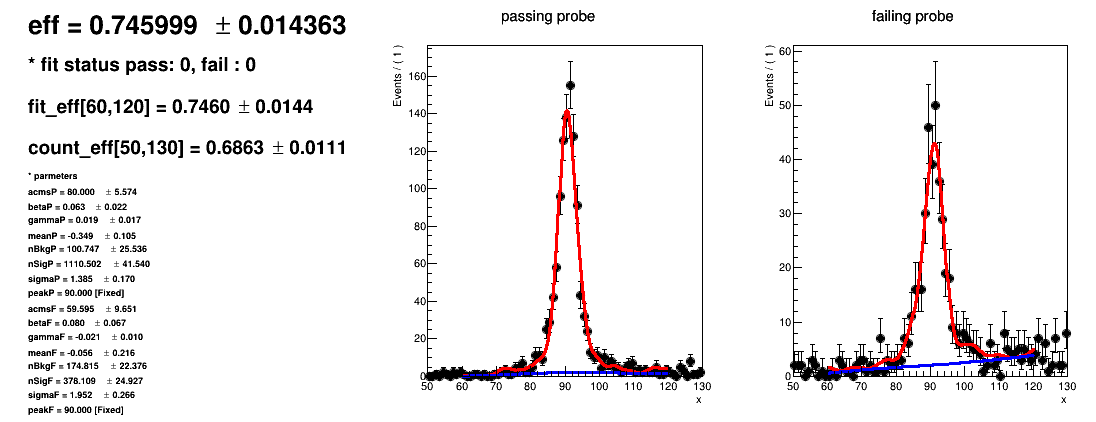 eff = 0.745999 ± 0.014363
* fit status pass: 0, fail : 0
fit_eff[60,120] = 0.7460 ± 0.0144
count_eff[50,130] = 0.6863 ± 0.0111
* parmeters
acmsP = 80.000 ± 5.574
betaP = 0.063 ± 0.022
gammaP = 0.019 ± 0.017
meanP = -0.349 ± 0.105
nBkgP = 100.747 ± 25.536
nSigP = 1110.502 ± 41.540
sigmaP = 1.385 ± 0.170
peakP = 90.000 [Fixed]
acmsF = 59.595 ± 9.651
betaF = 0.080 ± 0.067
gammaF = -0.021 ± 0.010
meanF = -0.056 ± 0.216
nBkgF = 174.815 ± 22.376
nSigF = 378.109 ± 24.927
sigmaF = 1.952 ± 0.266
peakF = 90.000 [Fixed]
passing probe
Events / ( 1 )
160
140
120
100
80
60
40
20
0
50 60 70 80 90 100 110 120 130
x
failing probe
Events / ( 1 )
60
50
40
30
20
10
0
50 60 70 80 90 100 110 120 130
x